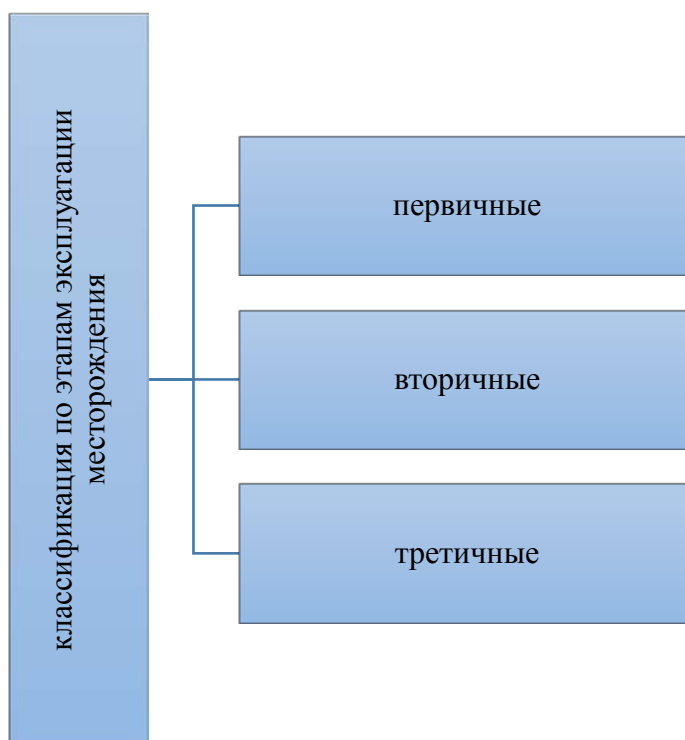 классификация по этапам эксплуатации
месторождения
первичные
вторичные
третичные